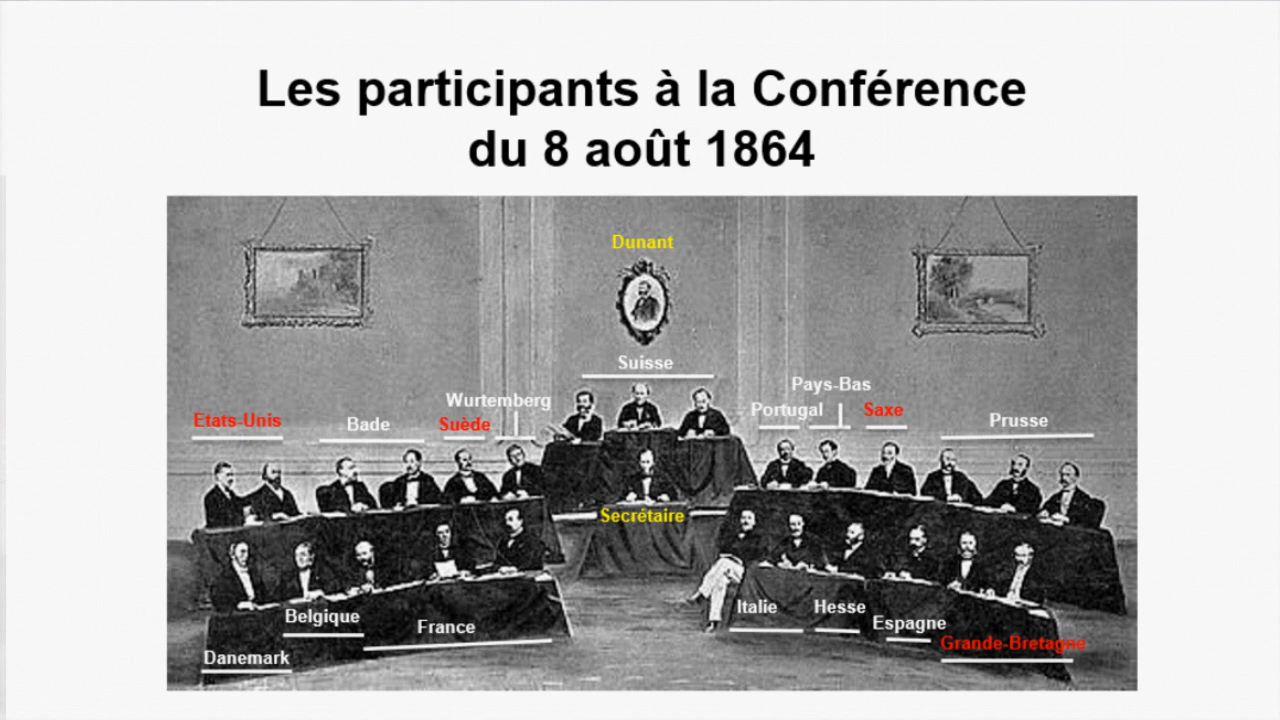 Les participants à la Conférence
du 8 août 1864
Dunant
Suisse
Pays-Bas
Wurtemberg
Etats-Unis
Bade
Suède
Portugal
Saxe
Prusse
Secrétaire
Belgique
France
Danemark
Italie
Hesse
Espagne
Grande-Bretagne